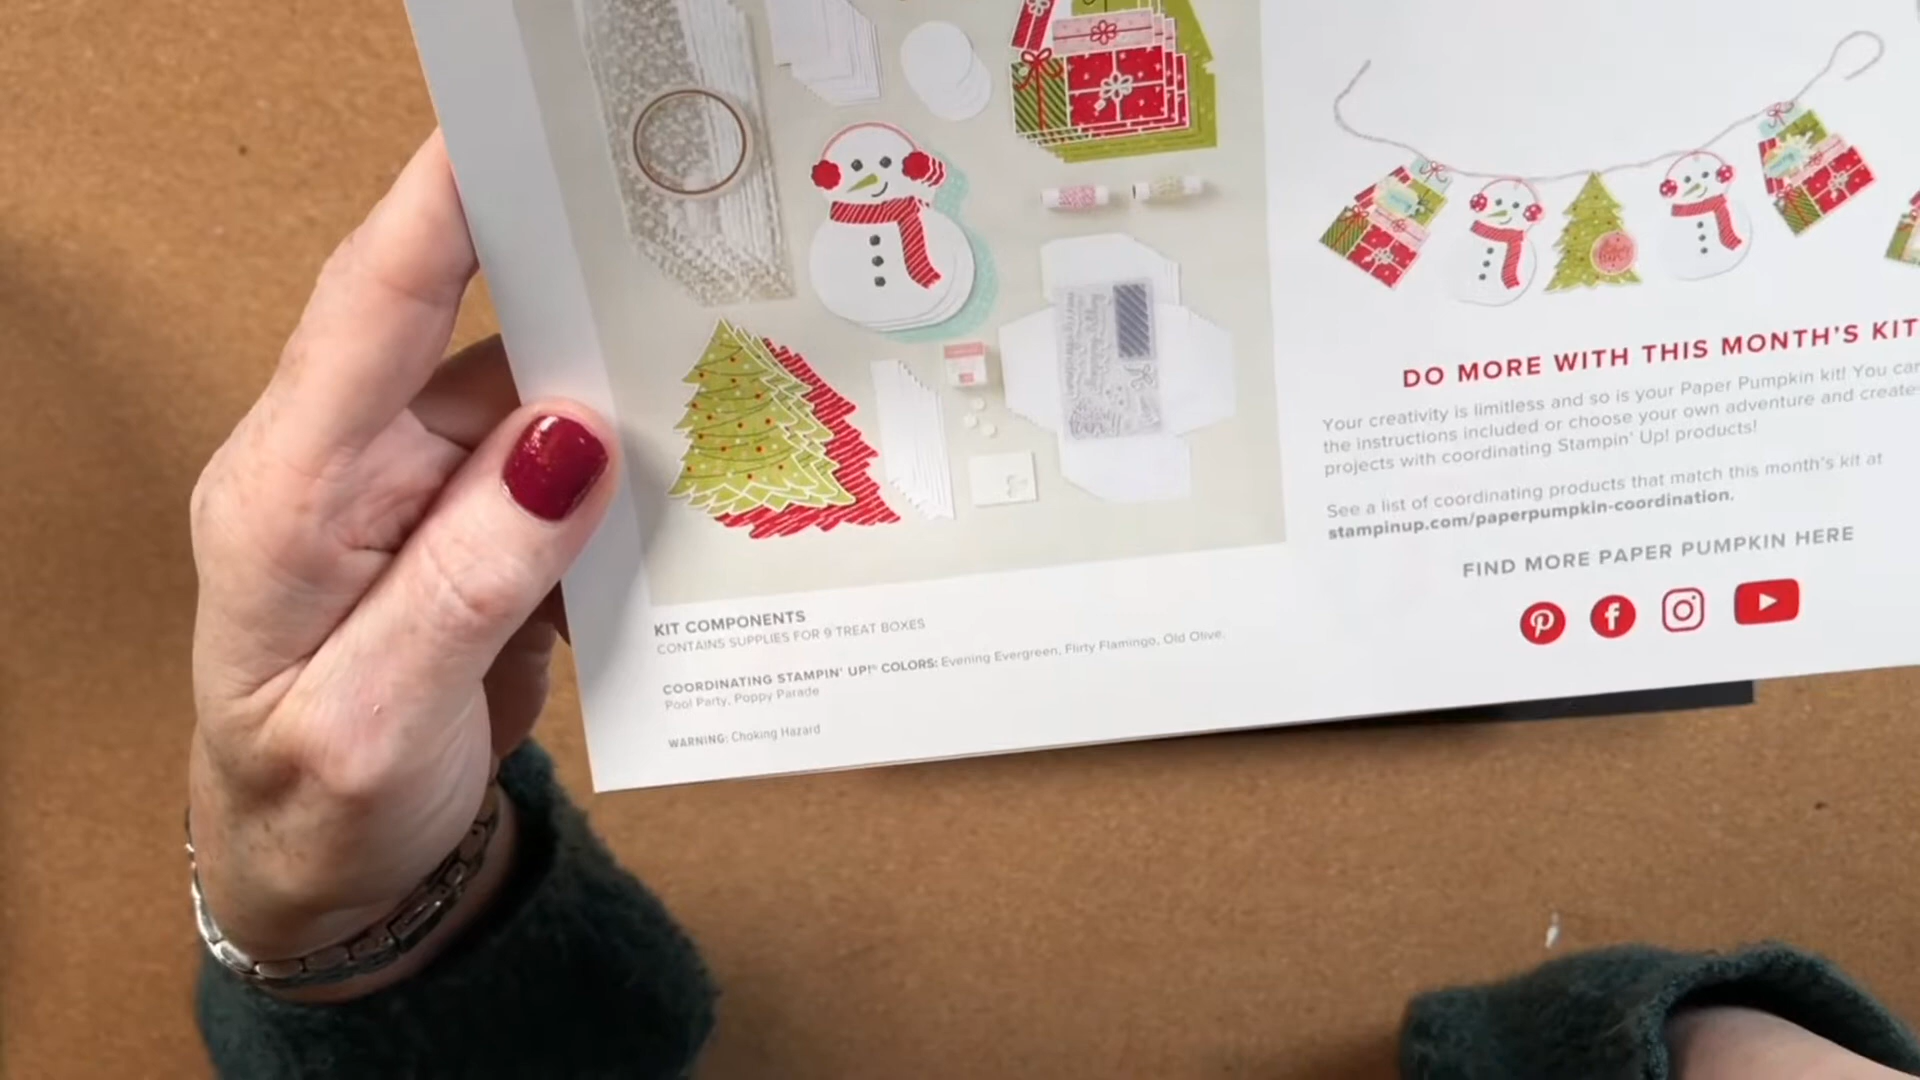 KIT COMPONENTS
CONTAINS SUPPLIES FOR 9 TREAT BOXES
COORDINATING STAMPIN' UP!® COLORS: Evening Evergreen, Flirty Flamingo, Old Olive,
Pool Party, Poppy Parade
WARNING: Choking Hazard
DO MORE WITH THIS MONTH'S KIT
Your creativity is limitless and so is your Paper Pumpkin kit! You can
the instructions included or choose your own adventure and create
projects with coordinating Stampin' Up! products!
See a list of coordinating products that match this month's kit at
stampinup.com/paperpumpkin-coordination.
FIND MORE PAPER PUMPKIN HERE